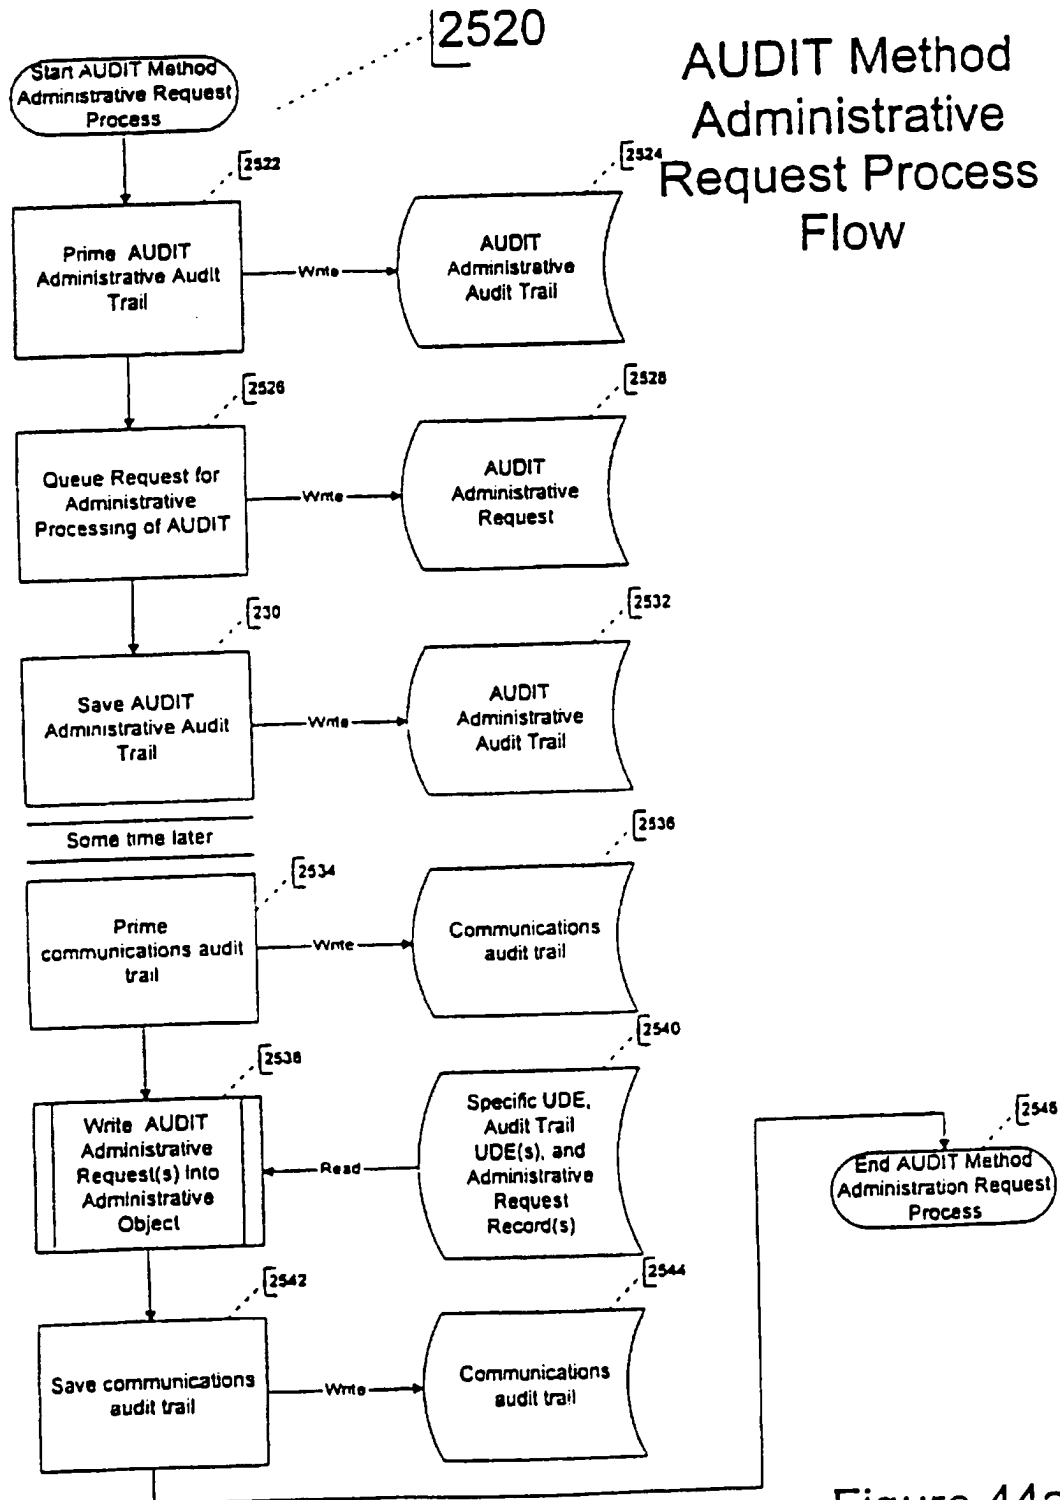 2520
AUDIT Method
Administrative
Request Process
Flow
Start AUDIT Method
Administrative Request
Process
2522
2524
Prime AUDIT
Administrative Audit
Trail
Write
AUDIT
Administrative
Audit Trail
2526
2528
Queue Request for
Administrative
Processing of AUDIT
Write
AUDIT
Administrative
Request
230
2532
Save AUDIT
Administrative Audit
Trail
Write
AUDIT
Administrative
Audit Trail
Some time later
2534
2536
Prime
communications audit
trail
Write
Communications
audit trail
2538
2540
Write AUDIT
Administrative
Request(s) Into
Administrative
Object
Read
Specific UDE,
Audit Trail
UDE(s), and
Administrative
Request
Record(s)
2546
End AUDIT Method
Administration Request
Process
2542
2544
Save communications
audit trail
Write
Communications
audit trail
Figure 44a